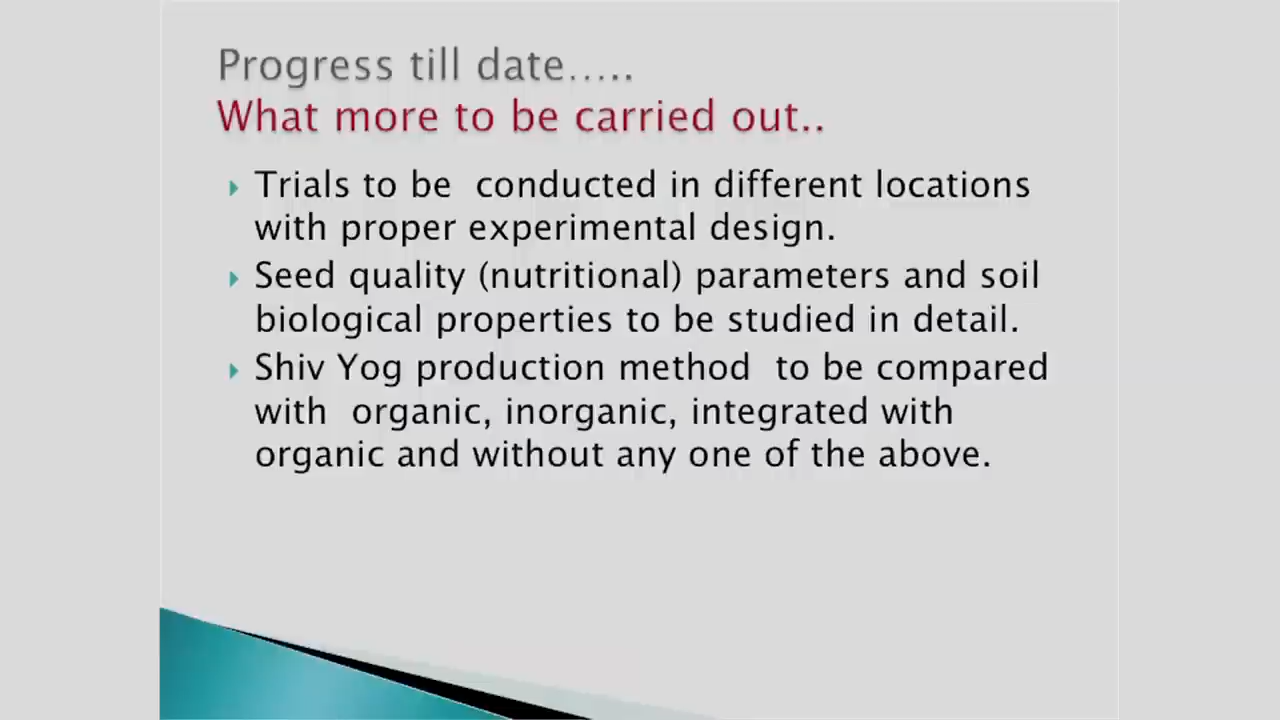 Progress till date.....
What more to be carried out..
Trials to be  conducted in different locations
with proper experimental design.
Seed quality (nutritional) parameters and soil
biological properties to be studied in detail.
Shiv Yog production method  to be compared
with  organic, inorganic, integrated with
organic and without any one of the above.